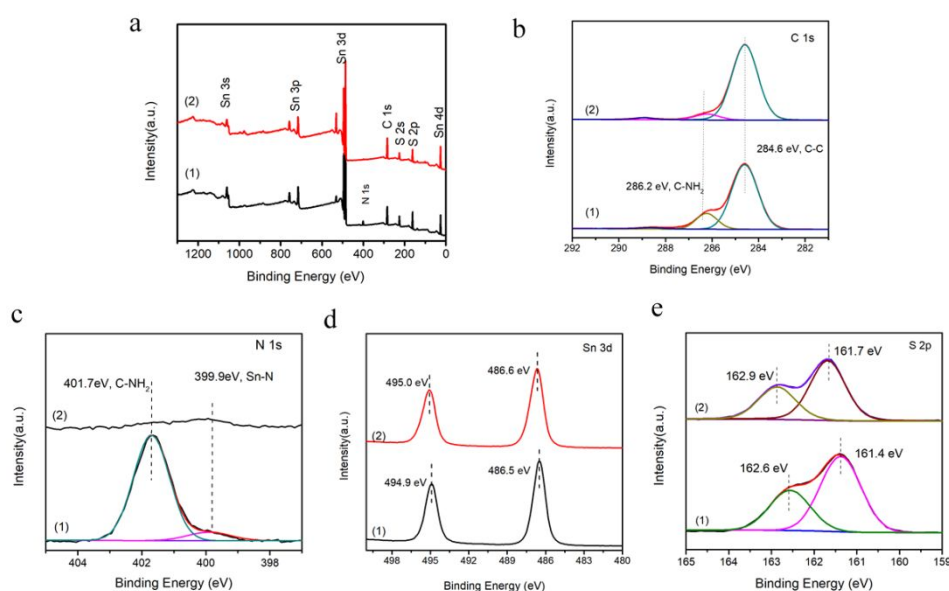 a
Intensity(a.u.)
(2)
(1)
Sn 3s
Sn 3p
Sn 3d
N 1s
C 1s
S 2s
S 2p
Sn 4d
1200 1000 800 600 400 200 0
Binding Energy (eV)
b
C 1s
Intensity(a.u.)
(2)
284.6 eV, C-C
286.2 eV, C-NH₂
(1)
292 290 288 286 284 282
Binding Energy (eV)
c
N 1s
Intensity(a.u.)
401.7eV, C-NH₂
399.9eV, Sn-N
(2)
(1)
404 402 400 398
Binding Energy (eV)
d
Sn 3d
Intensity(a.u.)
495.0 eV
486.6 eV
(2)
494.9 eV
486.5 eV
(1)
498 495 492 489 486 483 480
Binding Energy (eV)
e
S 2p
Intensity(a.u.)
161.7 eV
162.9 eV
(2)
162.6 eV
161.4 eV
(1)
165 164 163 162 161 160 159
Binding Energy (eV)